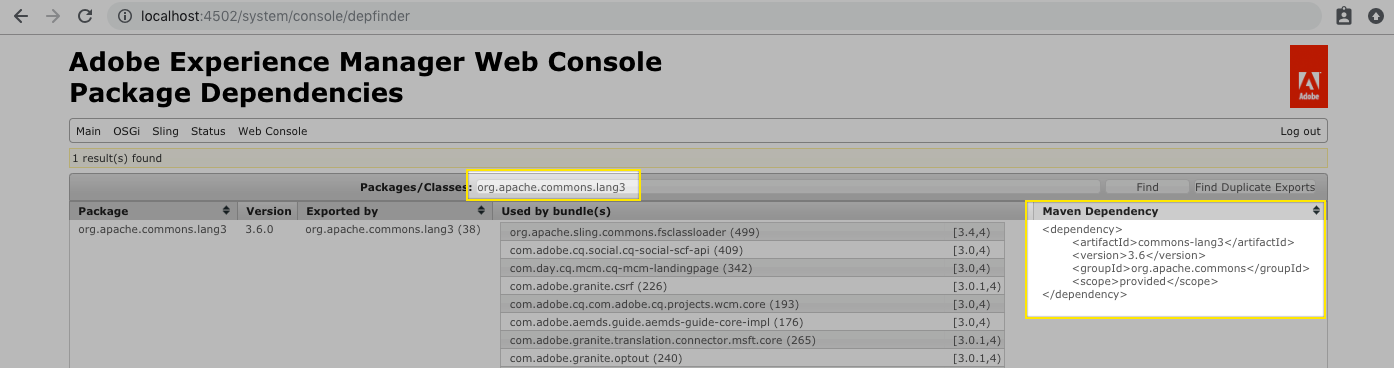 localhost:4502/system/console/depfinder
Adobe Experience Manager Web Console
Package Dependencies
Adobe
Main OSGi Sling Status Web Console Log out
1 result(s) found
Packages/Classes: org.apache.commons.lang3 Find Find Duplicate Exports
Package Version Exported by Used by bundle(s) Maven Dependency
org.apache.commons.lang3 3.6.0 org.apache.commons.lang3 (38)
org.apache.sling.commons.fsclassloader (499) [3.4,4)
com.adobe.cq.social.cq-social-scf-api (409) [3.0,4)
com.day.cq.mcm.cq-mcm-landingpage (342) [3.0,4)
com.adobe.granite.csrf (226) [3.0.1,4)
com.adobe.cq.com.adobe.cq.projects.wcm.core (193) [3.0,4)
com.adobe.aemds.guide.aemds-guide-core-impl (176) [3.0,4)
com.adobe.granite.translation.connector.msft.core (265) [3.0.1,4)
com.adobe.granite.optout (240) [3.0.1,4)
<dependency>
<artifactId>commons-lang3</artifactId>
<version>3.6</version>
<groupId>org.apache.commons</groupId>
<scope>provided</scope>
</dependency>